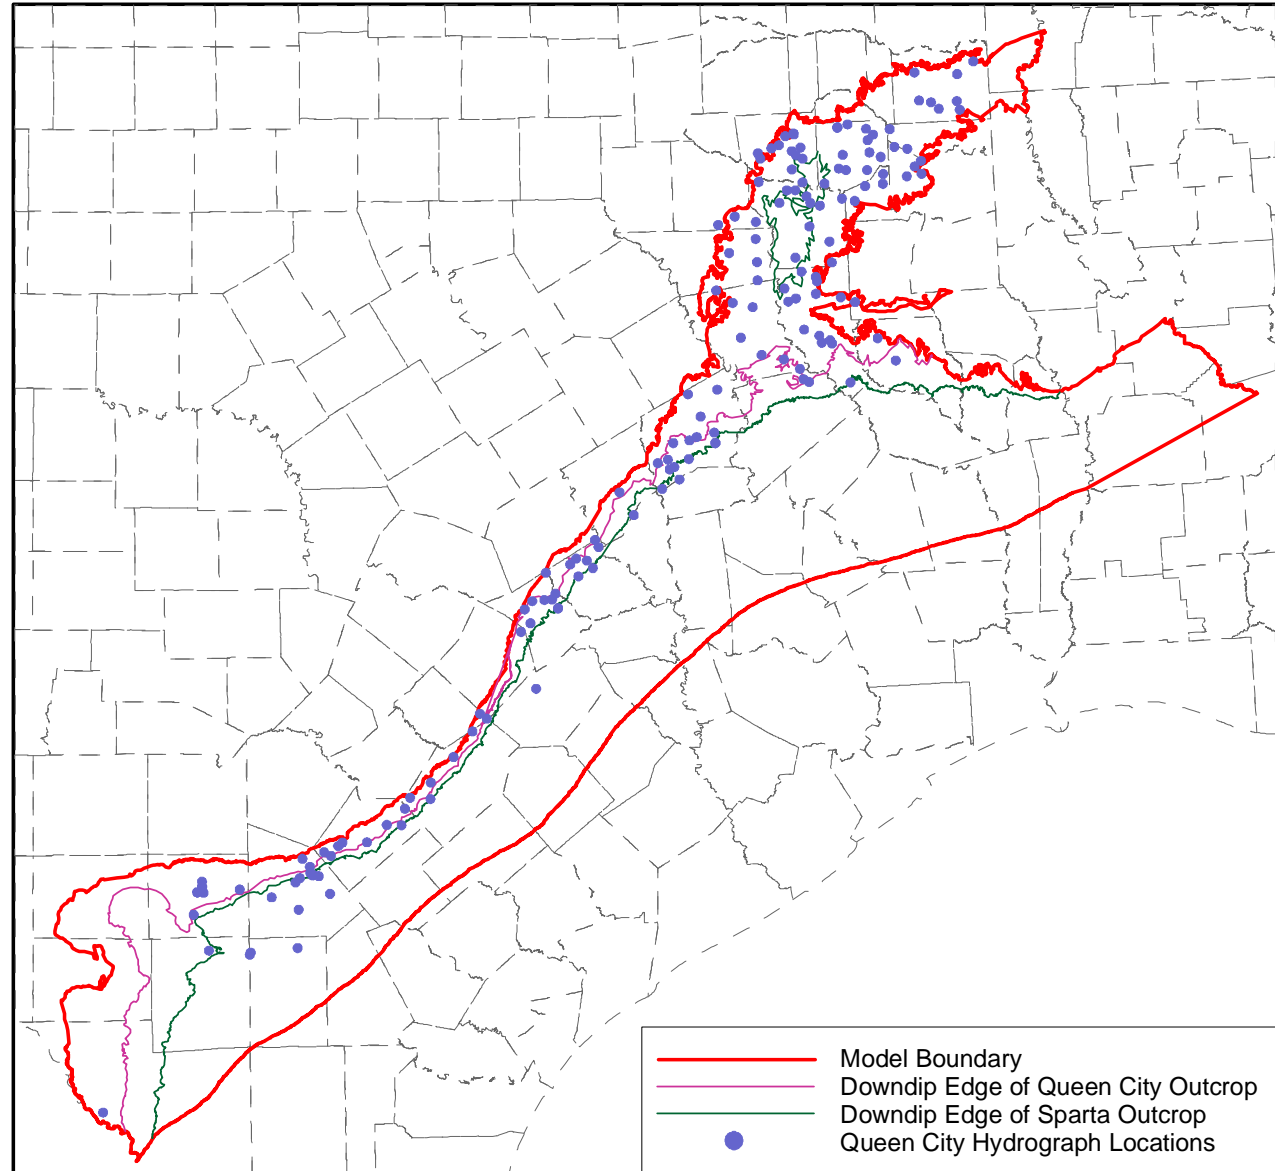 Model Boundary
Downdip Edge of Queen City Outcrop
Downdip Edge of Sparta Outcrop
Queen City Hydrograph Locations